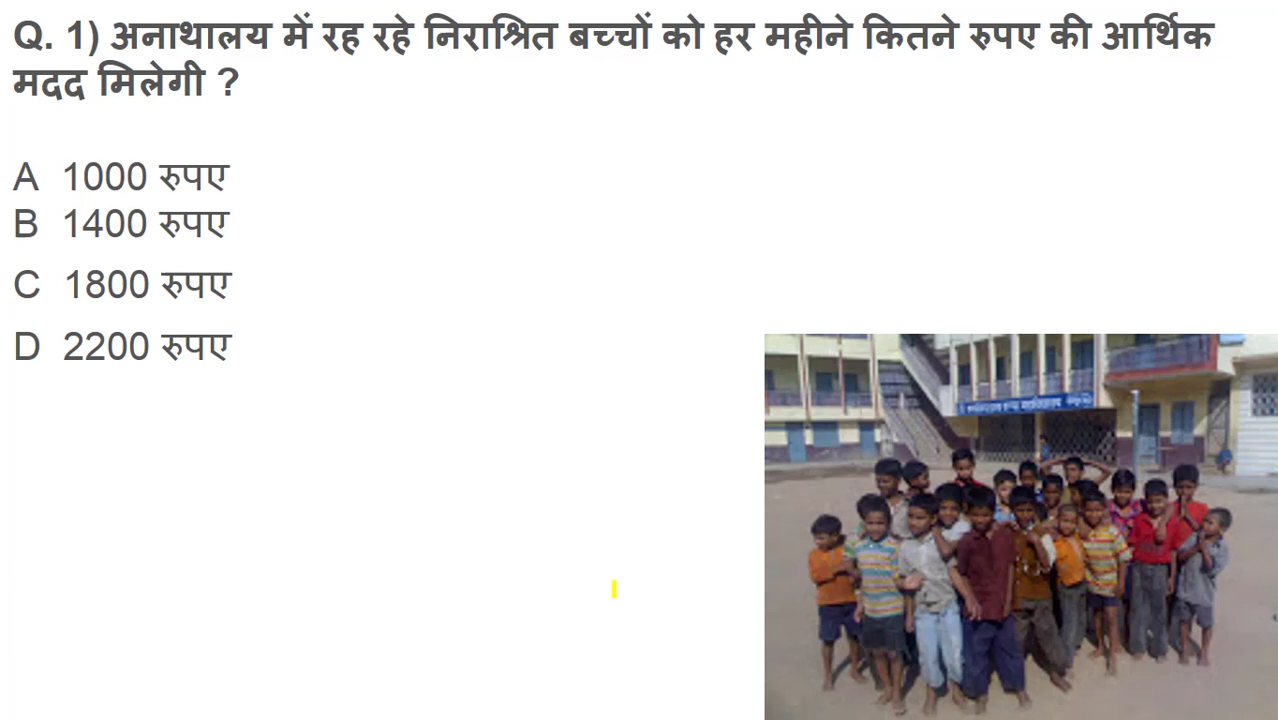 Q. 1) अनाथालय में रह रहे निराश्रित बच्चों को हर महीने कितने रुपए की आर्थिक
मदद मिलेगी ?
A 1000 रुपए
B 1400 रुपए
C 1800 रुपए
D 2200 रुपए